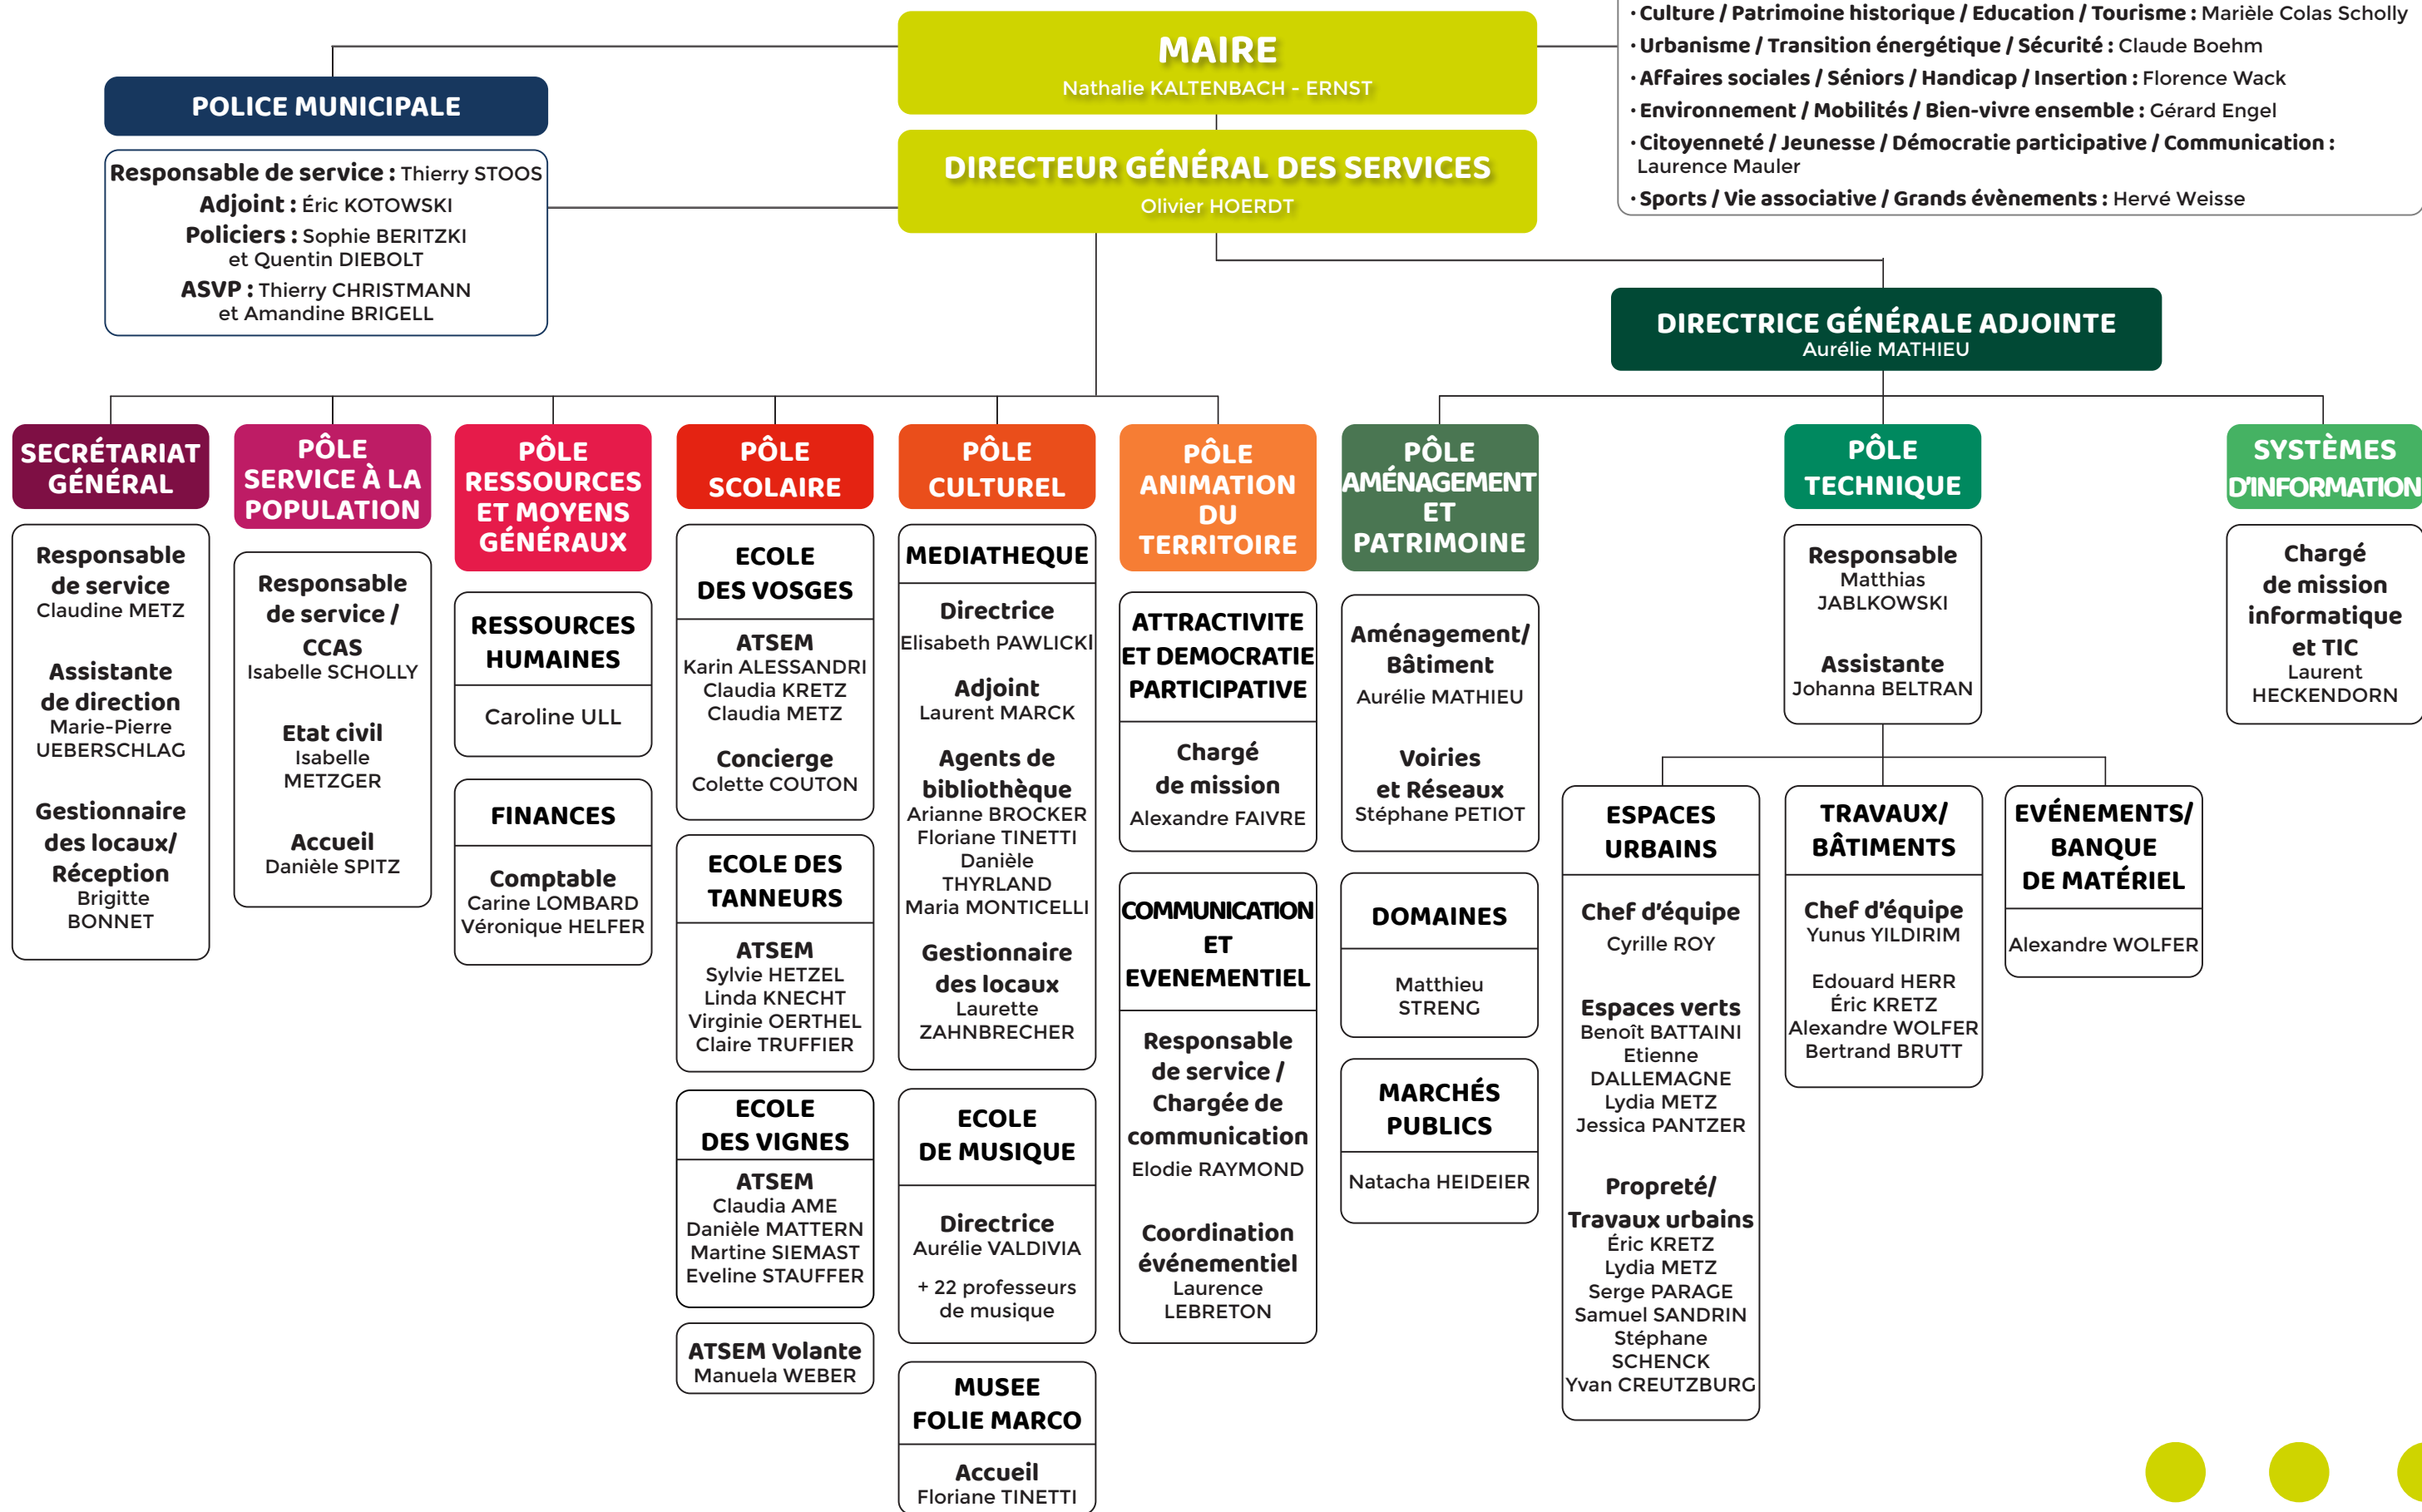 MAIRE
Nathalie KALTENBACH - ERNST
· Culture / Patrimoine historique / Education / Tourisme : Marièle Colas Scholly
· Urbanisme / Transition énergétique / Sécurité : Claude Boehm
· Affaires sociales / Séniors / Handicap / Insertion : Florence Wack
· Environnement / Mobilités / Bien-vivre ensemble : Gérard Engel
· Citoyenneté / Jeunesse / Démocratie participative / Communication :
Laurence Mauler
· Sports / Vie associative / Grands évènements : Hervé Weisse
POLICE MUNICIPALE
Responsable de service : Thierry STOOS
Adjoint : Éric KOTOWSKI
Policiers : Sophie BERITZKI
et Quentin DIEBOLT
ASVP : Thierry CHRISTMANN
et Amandine BRIGELL
DIRECTEUR GÉNÉRAL DES SERVICES
Olivier HOERDT
DIRECTRICE GÉNÉRALE ADJOINTE
Aurélie MATHIEU
SECRÉTARIAT
GÉNÉRAL
Responsable
de service
Claudine METZ
Assistante
de direction
Marie-Pierre
UEBERSCHLAG
Gestionnaire
des locaux/
Réception
Brigitte
BONNET
PÔLE
SERVICE À LA
POPULATION
Responsable
de service /
CCAS
Isabelle SCHOLLY
Etat civil
Isabelle
METZGER
Accueil
Danièle SPITZ
PÔLE
RESSOURCES
ET MOYENS
GÉNÉRAUX
RESSOURCES
HUMAINES
Caroline ULL
FINANCES
Comptable
Carine LOMBARD
Véronique HELFER
PÔLE
SCOLAIRE
ECOLE
DES VOSGES
ATSEM
Karin ALESSANDRI
Claudia KRETZ
Claudia METZ
Concierge
Colette COUTON
ECOLE DES
TANNEURS
ATSEM
Sylvie HETZEL
Linda KNECHT
Virginie OERTHEL
Claire TRUFFIER
ECOLE
DES VIGNES
ATSEM
Claudia AME
Danièle MATTERN
Martine SIEMAST
Eveline STAUFFER
ATSEM Volante
Manuela WEBER
PÔLE
CULTUREL
MEDIATHEQUE
Directrice
Elisabeth PAWLICKI
Adjoint
Laurent MARCK
Agents de
bibliothèque
Arianne BROCKER
Floriane TINETTI
Danièle
THYRLAND
Maria MONTICELLI
Gestionnaire
des locaux
Laurette
ZAHNBRECHER
ECOLE
DE MUSIQUE
Directrice
Aurélie VALDIVIA
+ 22 professeurs
de musique
MUSEE
FOLIE MARCO
Accueil
Floriane TINETTI
PÔLE
ANIMATION
DU
TERRITOIRE
ATTRACTIVITE
ET DEMOCRATIE
PARTICIPATIVE
Chargé
de mission
Alexandre FAIVRE
COMMUNICATION
ET
EVENEMENTIEL
Responsable
de service /
Chargée de
communication
Elodie RAYMOND
Coordination
événementiel
Laurence
LEBRETON
PÔLE
AMÉNAGEMENT
ET
PATRIMOINE
Aménagement/
Bâtiment
Aurélie MATHIEU
Voiries
et Réseaux
Stéphane PETIOT
DOMAINES
Matthieu
STRENG
MARCHÉS
PUBLICS
Natacha HEIDEIER
PÔLE
TECHNIQUE
Responsable
Matthias
JABLKOWSKI
Assistante
Johanna BELTRAN
ESPACES
URBAINS
Chef d'équipe
Cyrille ROY
Espaces verts
Benoît BATTAINI
Etienne
DALLEMAGNE
Lydia METZ
Jessica PANTZER
Propreté/
Travaux urbains
Éric KRETZ
Lydia METZ
Serge PARAGE
Samuel SANDRIN
Stéphane
SCHENCK
Yvan CREUTZBURG
TRAVAUX/
BÂTIMENTS
Chef d'équipe
Yunus YILDIRIM
Edouard HERR
Éric KRETZ
Alexandre WOLFER
Bertrand BRUTT
EVÉNEMENTS/
BANQUE
DE MATÉRIEL
Alexandre WOLFER
SYSTÈMES
D'INFORMATION
Chargé
de mission
informatique
et TIC
Laurent
HECKENDORN